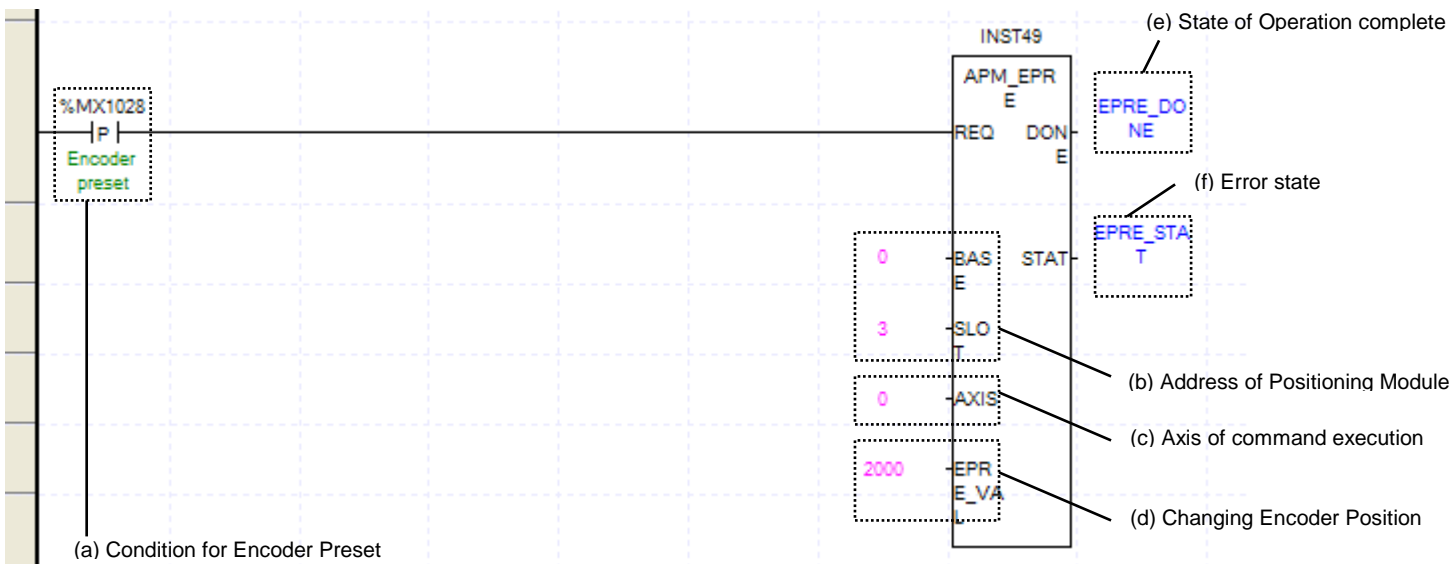 (e) State of Operation complete
INST49
APM_EPR
E
%MX1028
P
Encoder
preset
REQ DON
E
EPRE_DO
NE
(f) Error state
0
BAS
E
STAT
EPRE_STA
T
3
SLO
T
(b) Address of Positioning Module
0
AXIS
(c) Axis of command execution
2000
EPR
E_VA
L
(d) Changing Encoder Position
(a) Condition for Encoder Preset